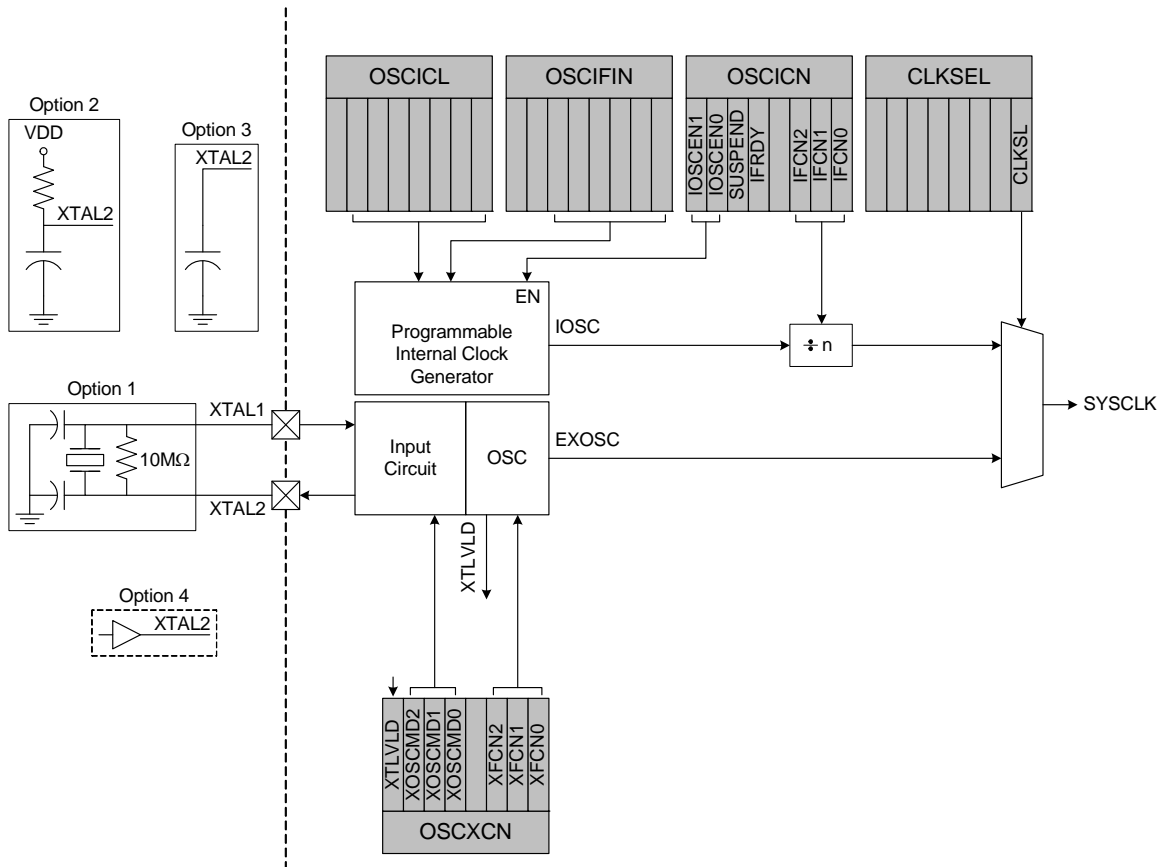 Option 2
VDD
XTAL2
Option 3
XTAL2
Option 1
10MΩ
XTAL1
XTAL2
Option 4
XTAL2
OSCICL
OSCIFIN
OSCICN
IOSCEN1
IOSCEN0
SUSPEND
IFRDY
IFCN2
IFCN1
IFCN0
CLKSEL
CLKSL
EN
Programmable
Internal Clock
Generator
IOSC
÷ n
SYSCLK
Input
Circuit
OSC
EXOSC
XTLVLD
XTLVLD
XOSCMD2
XOSCMD1
XOSCMD0
XFCN2
XFCN1
XFCN0
OSCXCN